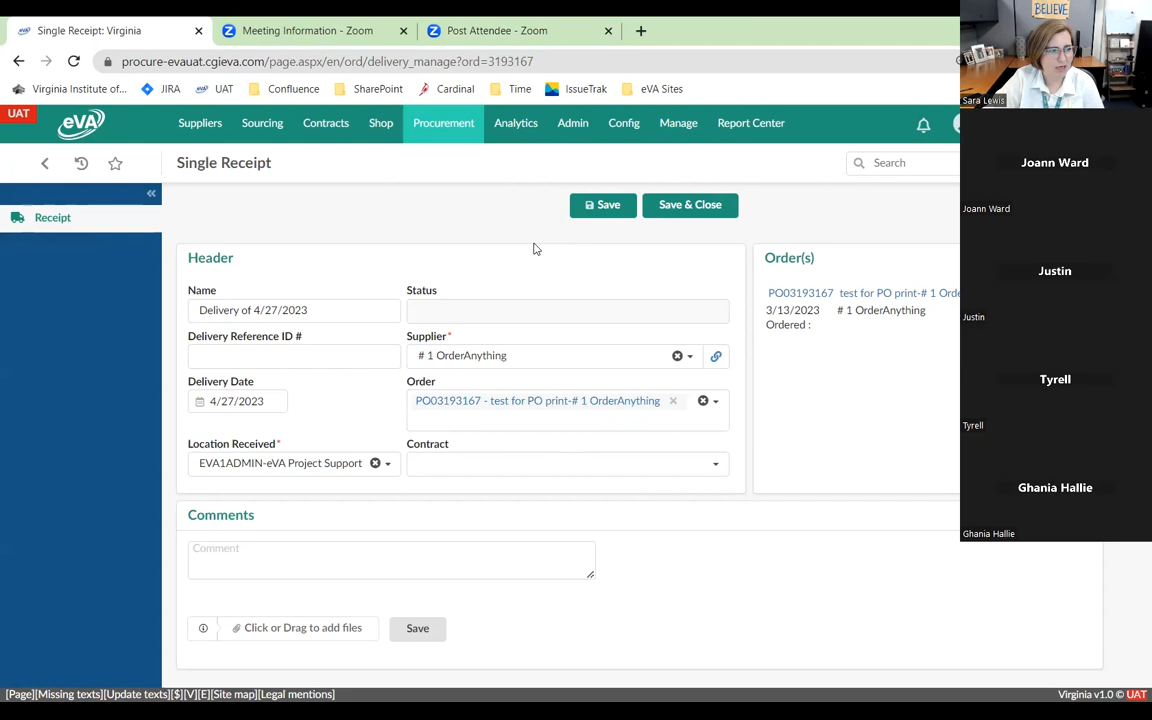 Single Receipt: Virginia
Meeting Information - Zoom
Post Attendee - Zoom
BELIEVE
procure-evauat.cgieva.com/page.aspx/en/ord/delivery_manage?ord=3193167
Virginia Institute of...
JIRA
UAT
Confluence
SharePoint
Cardinal
Time
IssueTrak
eVA Sites
Sara Lewis
UAT
eVA
Suppliers
Sourcing
Contracts
Shop
Procurement
Analytics
Admin
Config
Manage
Report Center
Single Receipt
Search
Joann Ward
Joann Ward
Receipt
Save
Save & Close
Header
Order(s)
Name
Status
Delivery of 4/27/2023
PO03193167 test for PO print-# 1 Orde
3/13/2023 # 1 OrderAnything
Ordered :
Justin
Justin
Delivery Reference ID #
Supplier*
# 1 OrderAnything
Delivery Date
Order
4/27/2023
PO03193167 - test for PO print-# 1 OrderAnything
Tyrell
Tyrell
Location Received*
Contract
EVA1ADMIN-eVA Project Support
Ghania Hallie
Ghania Hallie
Comments
Comment
Click or Drag to add files
Save
[Page][Missing texts][Update texts][$][V][E][Site map][Legal mentions]
Virginia v1.0 © UAT